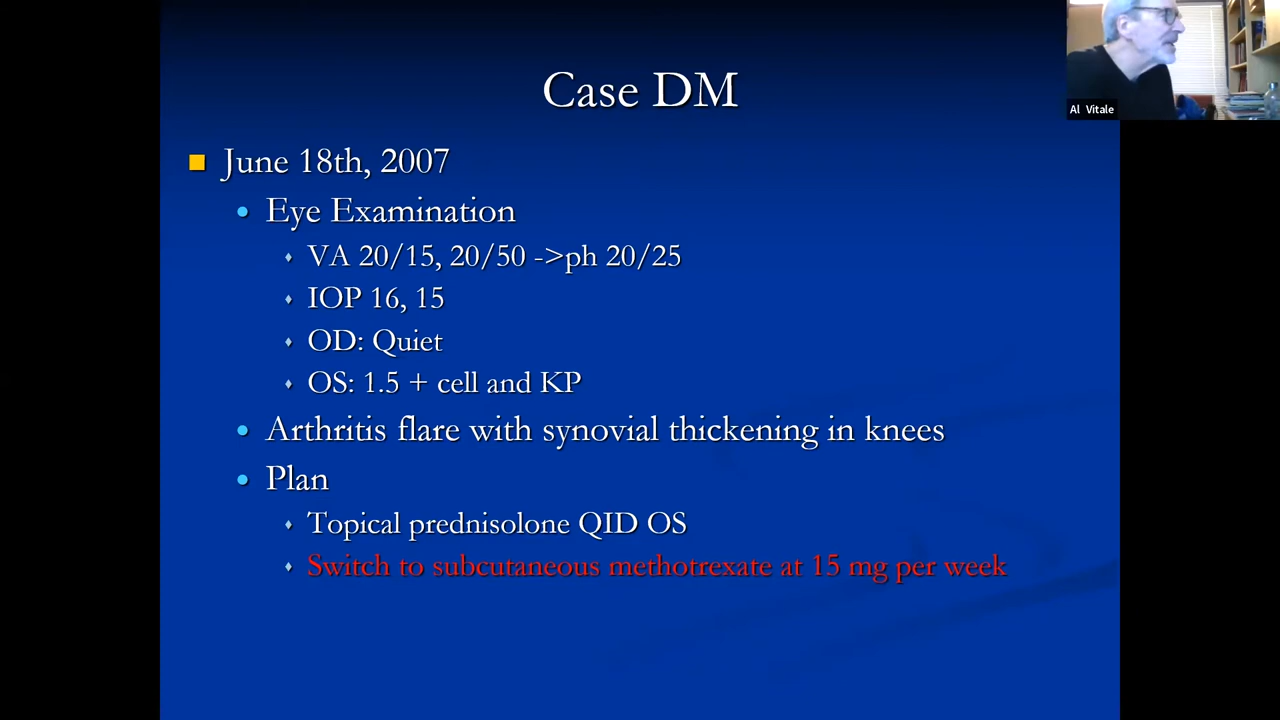 Case DM
Al Vitale
June 18th, 2007
Eye Examination
VA 20/15, 20/50 ->ph 20/25
IOP 16, 15
OD: Quiet
OS: 1.5 + cell and KP
Arthritis flare with synovial thickening in knees
Plan
Topical prednisolone QID OS
Switch to subcutaneous methotrexate at 15 mg per week